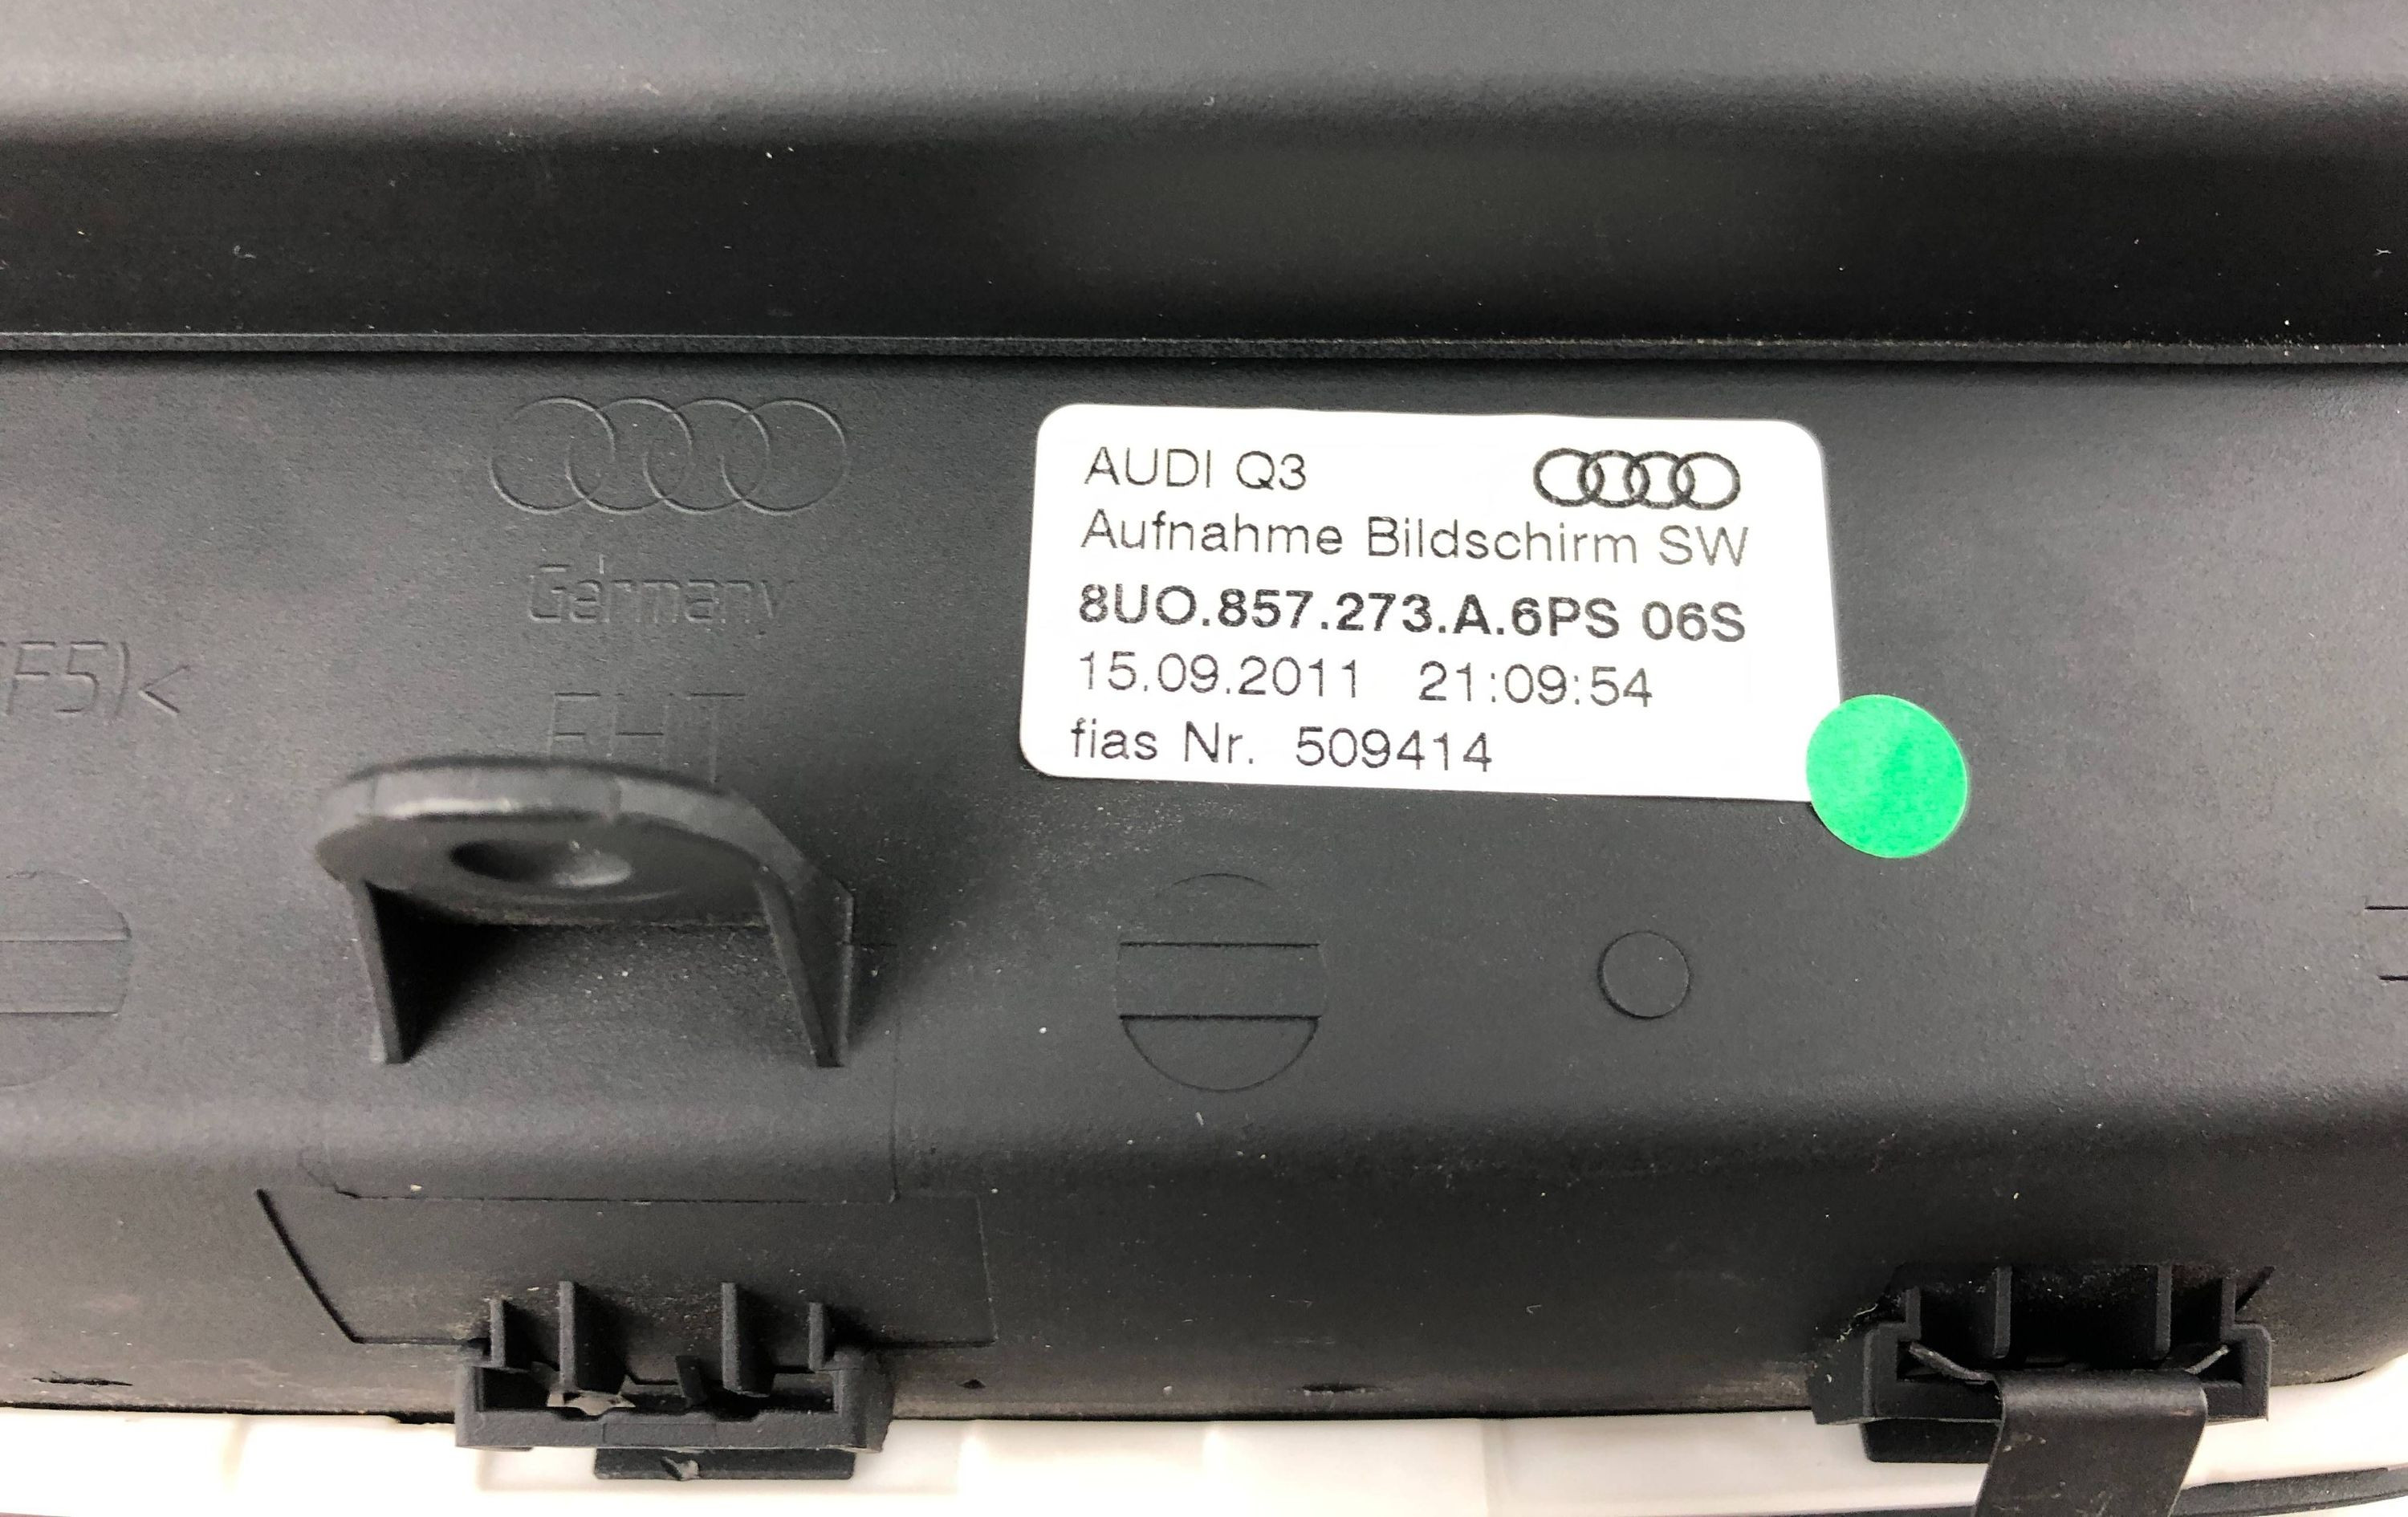 AUDI Q3
Aufnahme Bildschirm SW
8UO.857.273.A.6PS 06S
15.09.2011 21:09:54
fias Nr. 509414
Germany
F5)<